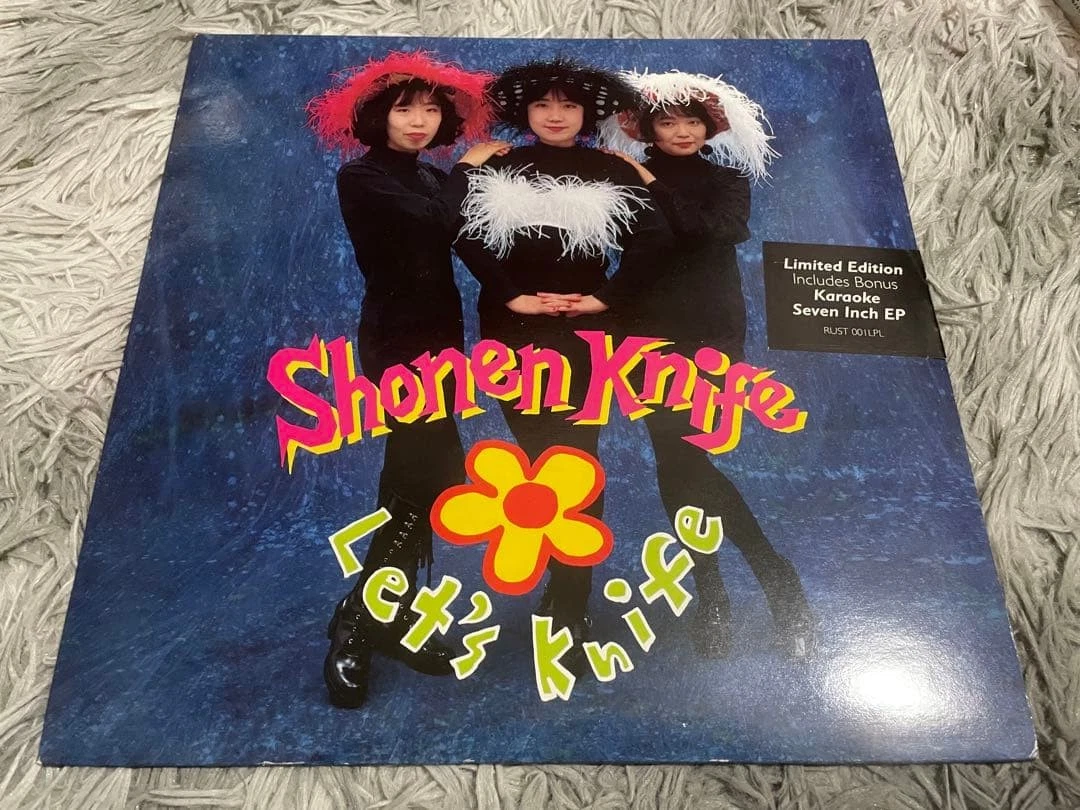 Limited Edition
Includes Bonus
Karaoke
Seven Inch EP
RUST 001LPL
Shonen Knife
Let's Knife